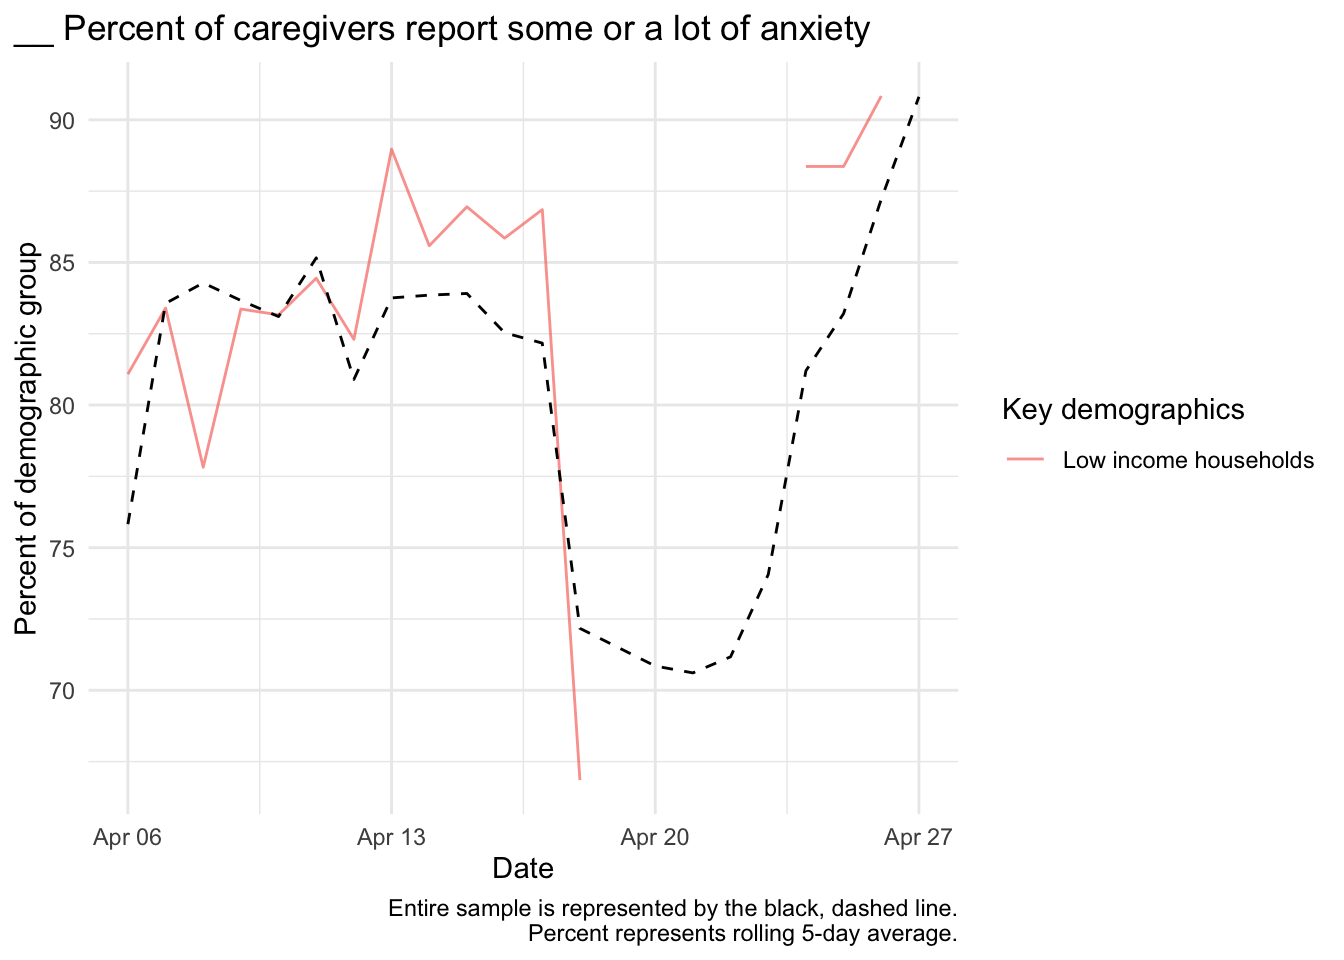 __ Percent of caregivers report some or a lot of anxiety
90
85
80
75
70
Percent of demographic group
Apr 06
Apr 13
Apr 20
Apr 27
Date
Key demographics
Low income households
Entire sample is represented by the black, dashed line.
Percent represents rolling 5-day average.